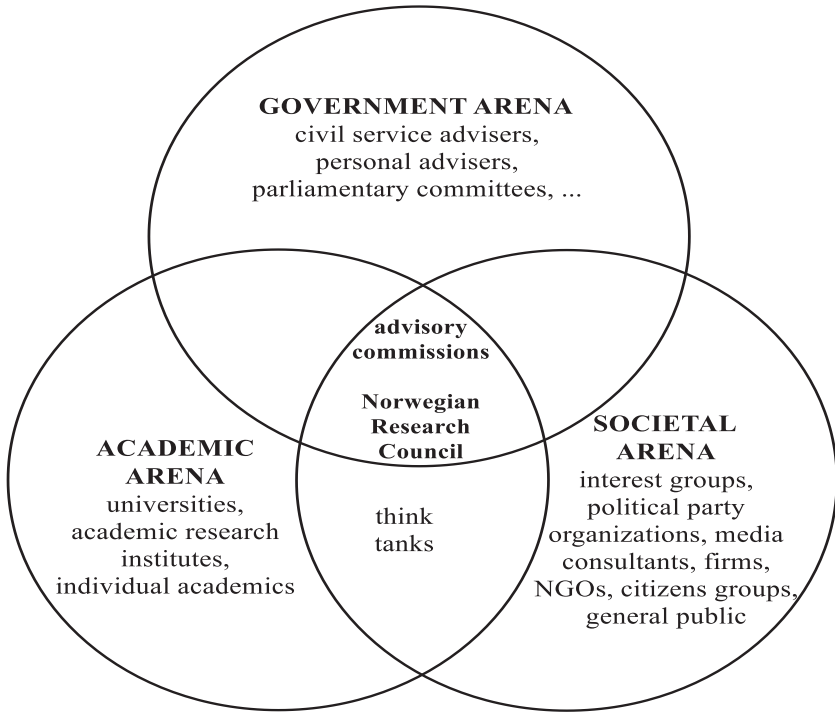 GOVERNMENT ARENA
civil service advisers,
personal advisers,
parliamentary committees, ...
advisory
commissions
Norwegian
Research
Council
ACADEMIC
ARENA
universities,
academic research
institutes,
individual academics
think
tanks
SOCIETAL
ARENA
interest groups,
political party
organizations, media
consultants, firms,
NGOs, citizens groups,
general public